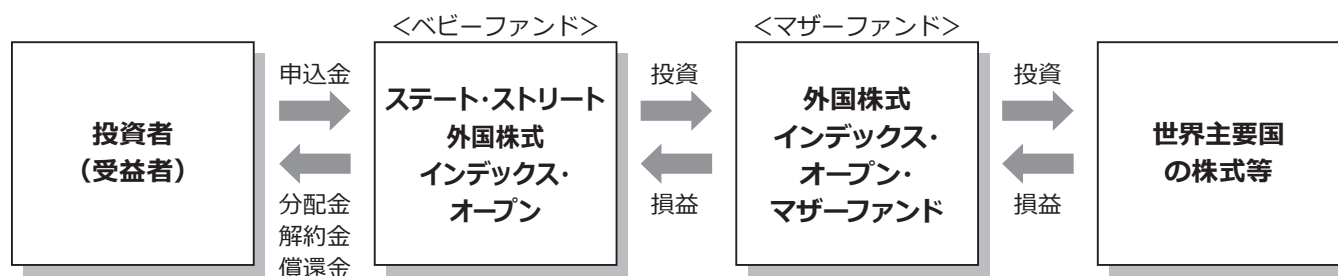 <ベビーファンド>
<マザーファンド>
投資者
（受益者）
申込金
分配金
解約金
償還金
ステート・ストリート
外国株式
インデックス・
オープン
投資
損益
外国株式
インデックス・
オープン・
マザーファンド
投資
損益
世界主要国
の株式等